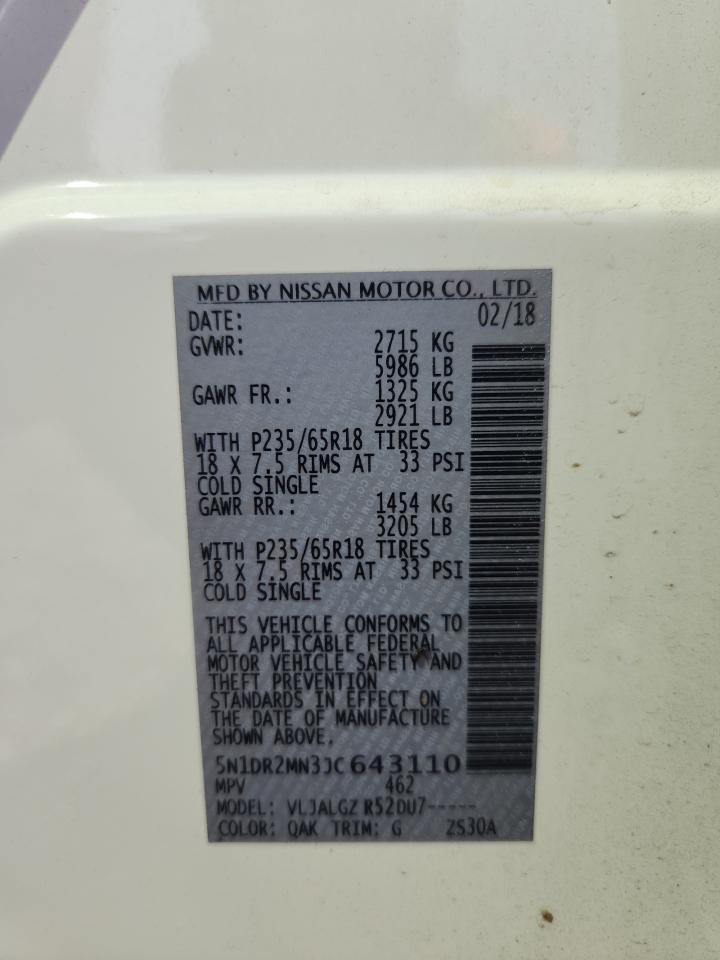 MFD BY NISSAN MOTOR CO., LTD.
DATE: 02/18
GVWR: 2715 KG
5986 LB
GAWR FR.: 1325 KG
2921 LB
WITH P235/65R18 TIRES
18 X 7.5 RIMS AT 33 PSI
COLD SINGLE
GAWR RR.: 1454 KG
3205 LB
WITH P235/65R18 TIRES
18 X 7.5 RIMS AT 33 PSI
COLD SINGLE
THIS VEHICLE CONFORMS TO
ALL APPLICABLE FEDERAL
MOTOR VEHICLE SAFETY AND
THEFT PREVENTION
STANDARDS IN EFFECT ON
THE DATE OF MANUFACTURE
SHOWN ABOVE.
5N1DR2MN3JC643110
MPV 462
MODEL: VLJALGZ R52DU7-----
COLOR: QAK TRIM: G ZS30A